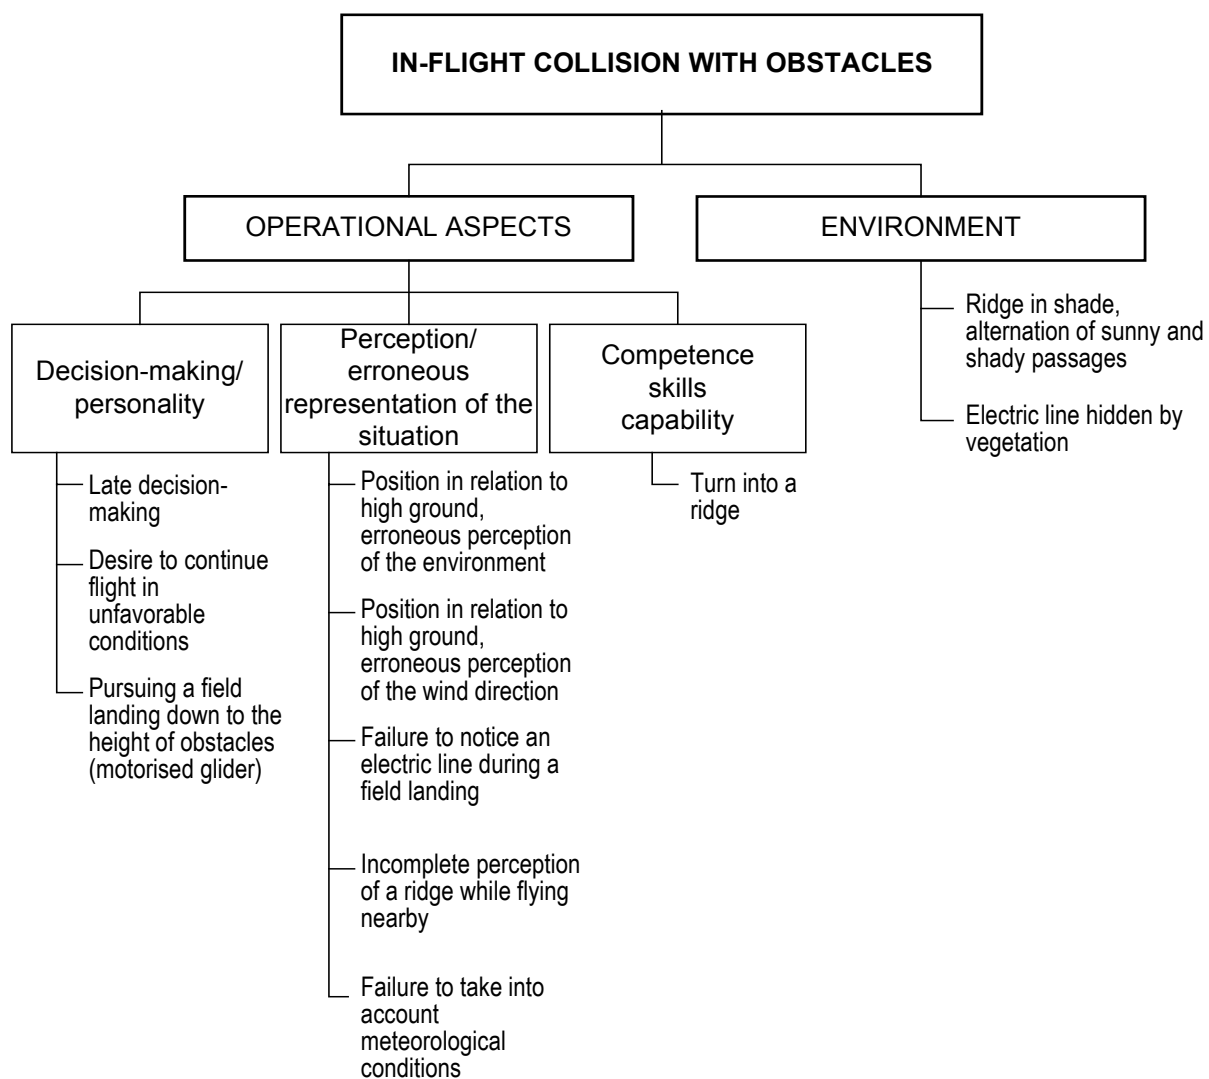 IN-FLIGHT COLLISION WITH OBSTACLES
OPERATIONAL ASPECTS
ENVIRONMENT
Decision-making/
personality
Late decision-
making
Desire to continue
flight in
unfavorable
conditions
Pursuing a field
landing down to the
height of obstacles
(motorised glider)
Perception/
erroneous
representation of the
situation
Position in relation to
high ground,
erroneous perception
of the environment
Position in relation to
high ground,
erroneous perception
of the wind direction
Failure to notice an
electric line during a
field landing
Incomplete perception
of a ridge while flying
nearby
Failure to take into
account
meteorological
conditions
Competence
skills
capability
Turn into a
ridge
Ridge in shade,
alternation of sunny and
shady passages
Electric line hidden by
vegetation